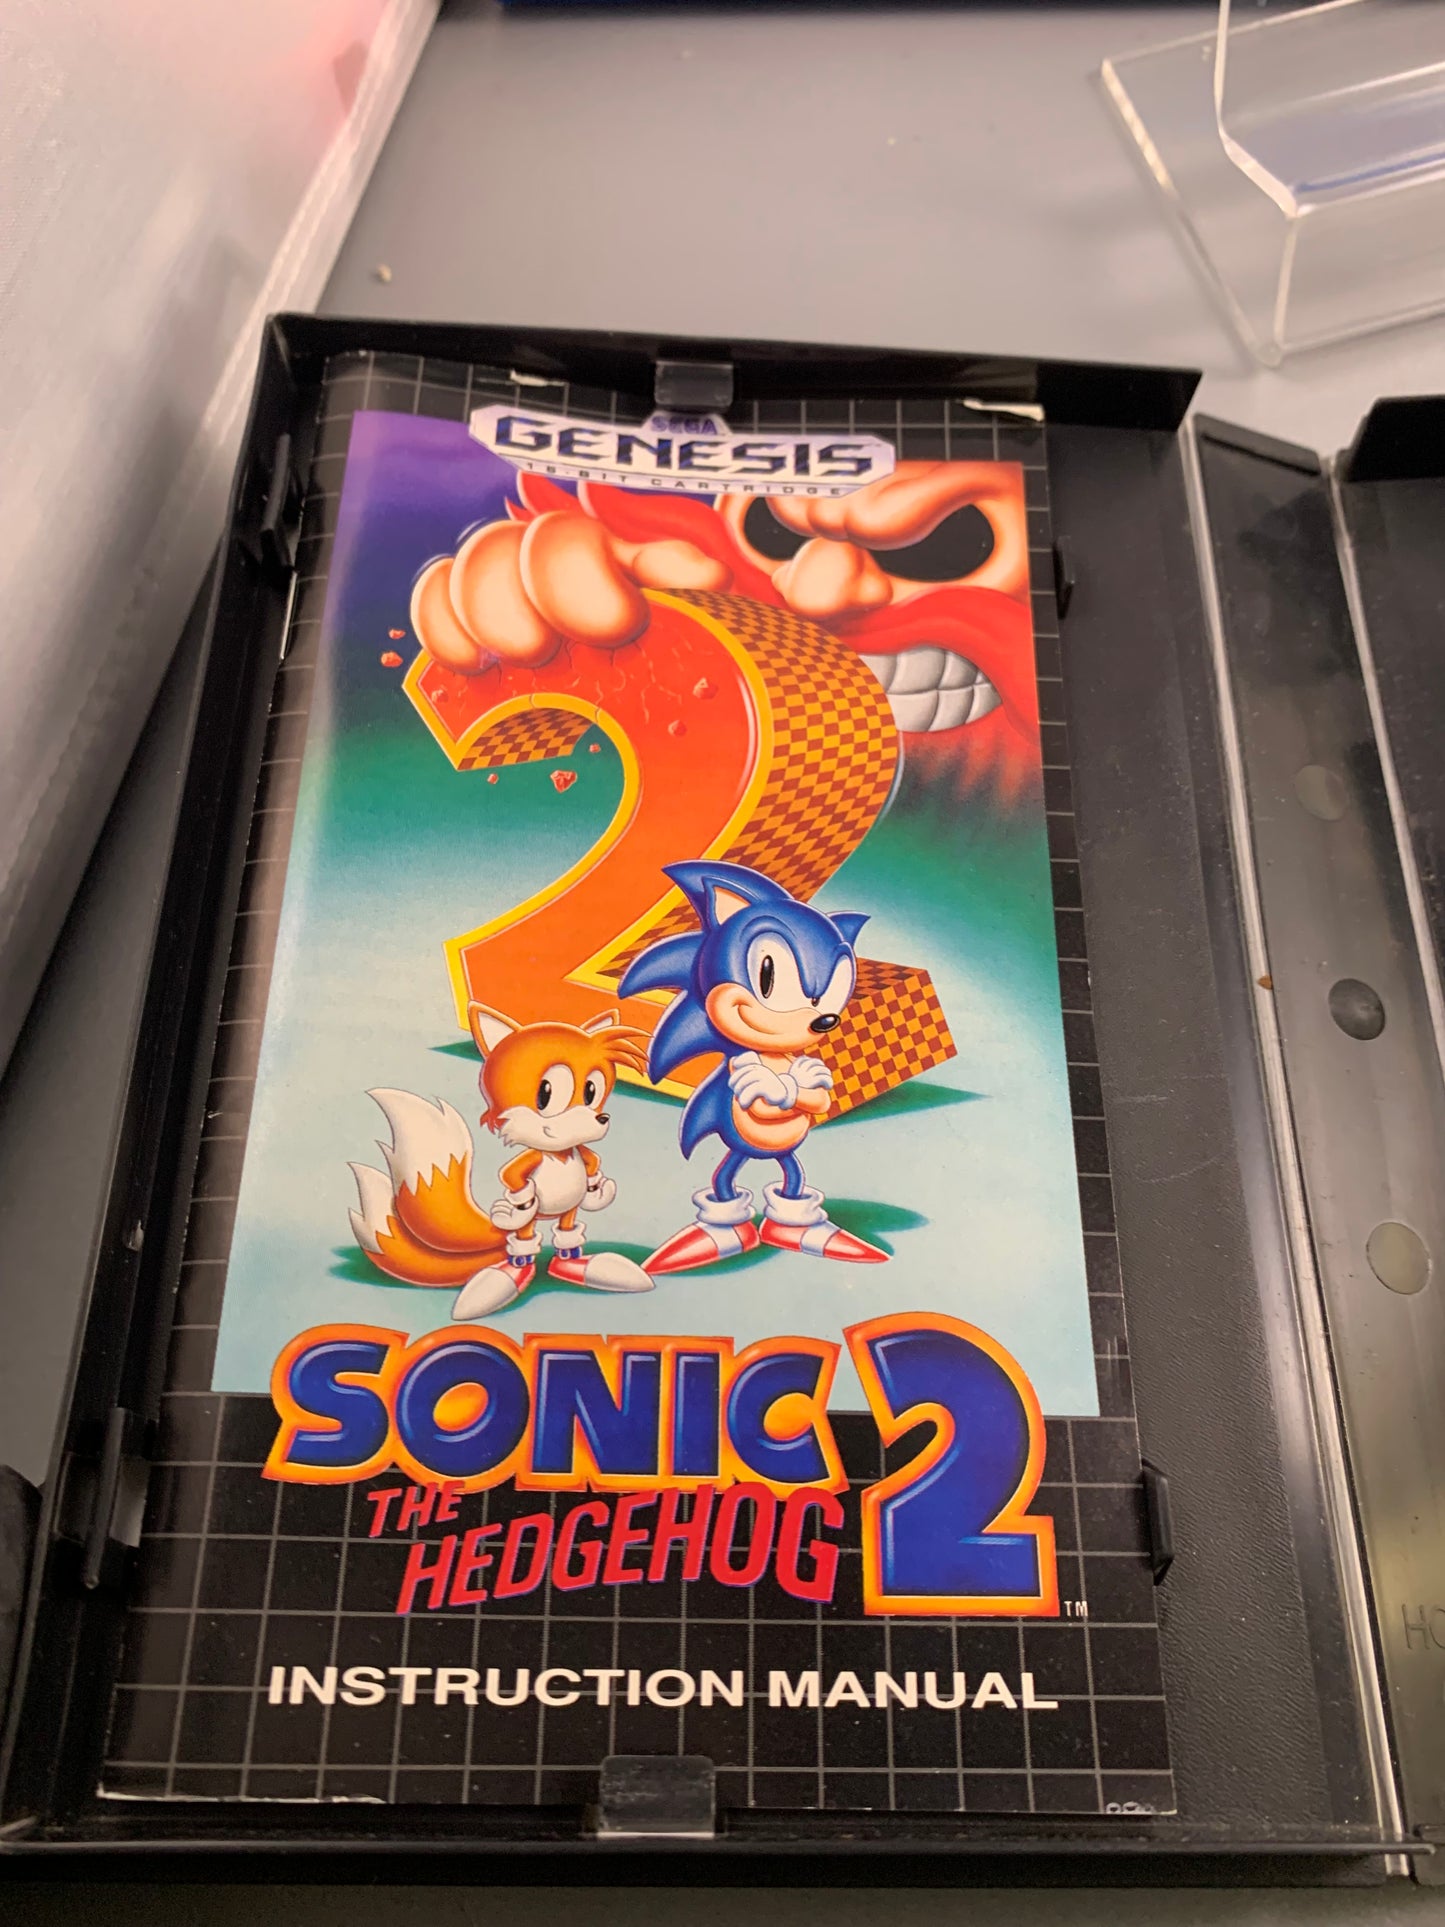 SEGA
GENESIS
16-BIT CARTRIDGE
SONIC 2
THE
HEDGEHOG
TM
INSTRUCTION MANUAL